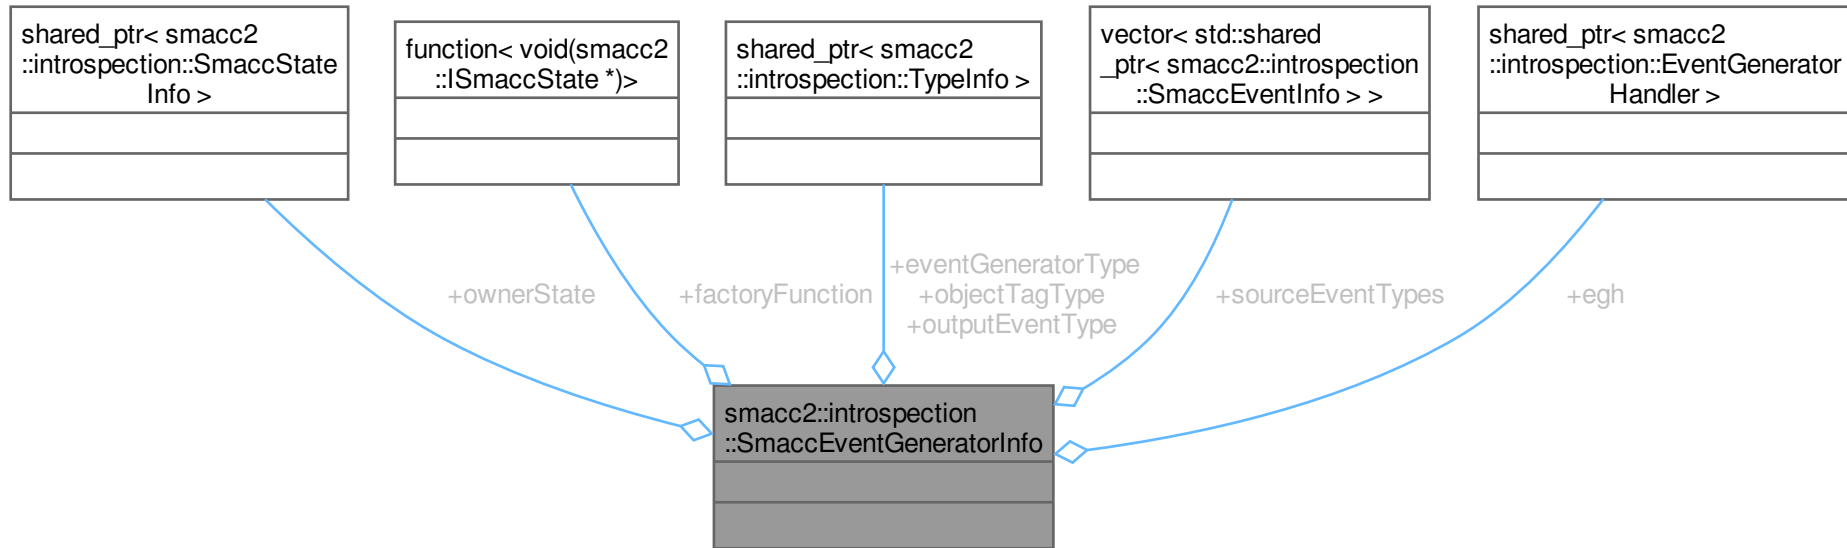 shared_ptr< smacc2
::introspection::SmaccState
Info >
function< void(smacc2
::ISmaccState *)>
shared_ptr< smacc2
::introspection::TypeInfo >
vector< std::shared
_ptr< smacc2::introspection
::SmaccEventInfo > >
shared_ptr< smacc2
::introspection::EventGenerator
Handler >
+ownerState
+factoryFunction
+eventGeneratorType
+objectTagType
+outputEventType
+sourceEventTypes
+egh
smacc2::introspection
::SmaccEventGeneratorInfo